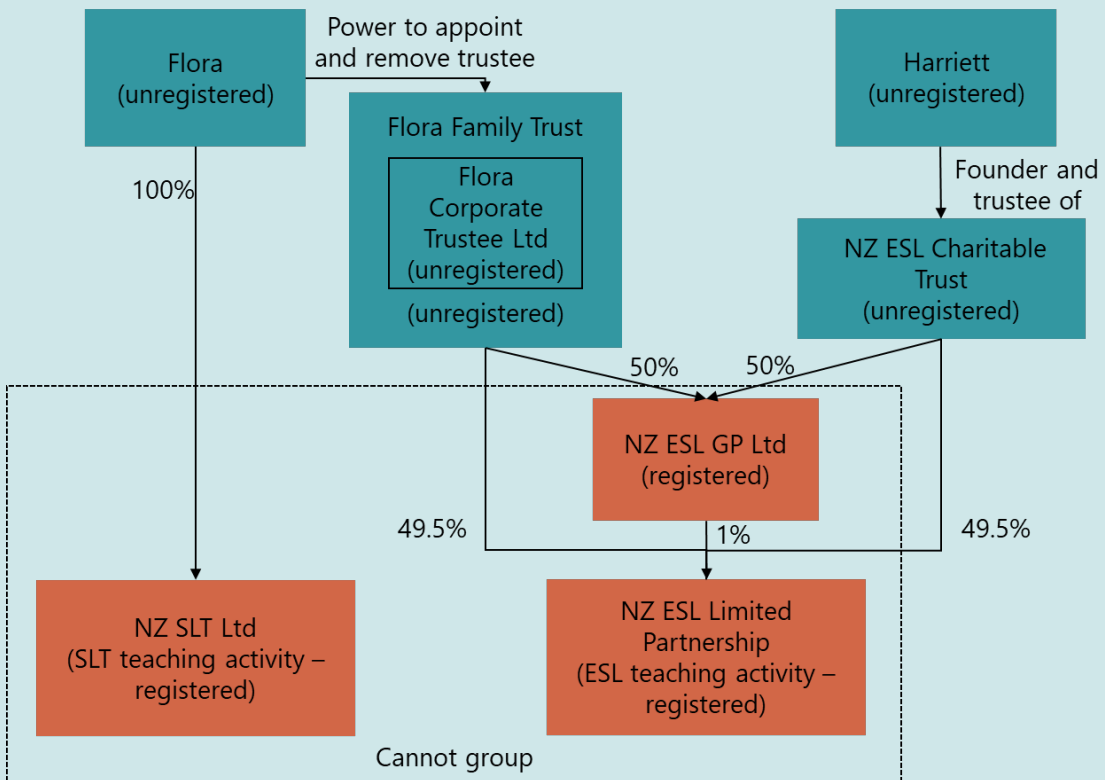 Flora
(unregistered)
Power to appoint
and remove trustee
Harriett
(unregistered)
Flora Family Trust
Flora
Corporate
Trustee Ltd
(unregistered)
(unregistered)
100%
Founder and
trustee of
NZ ESL Charitable
Trust
(unregistered)
50%
50%
NZ ESL GP Ltd
(registered)
49.5%
1%
49.5%
NZ SLT Ltd
(SLT teaching activity –
registered)
NZ ESL Limited
Partnership
(ESL teaching activity –
registered)
Cannot group